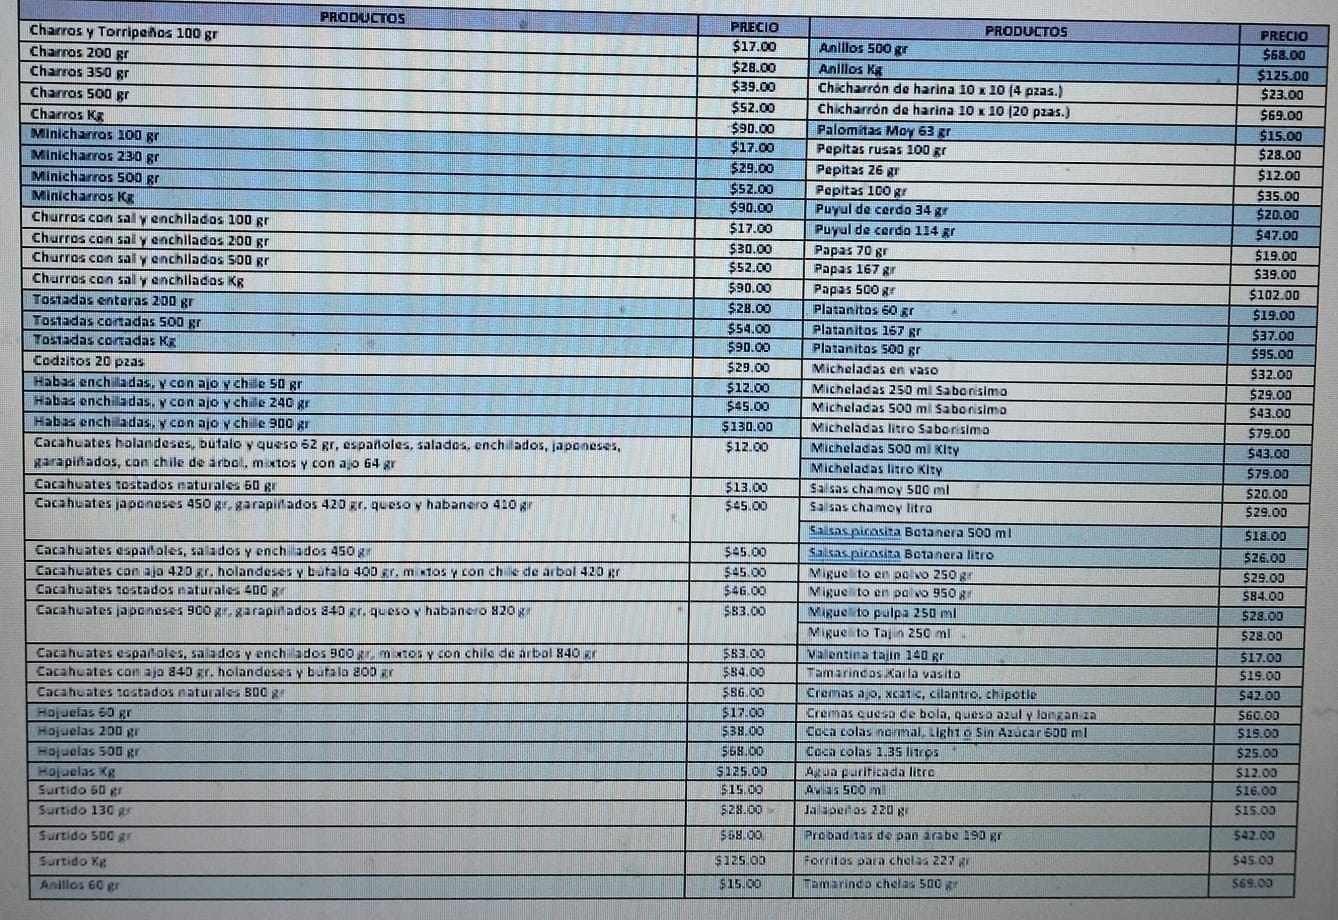 PRODUCTOS PRECIO
Charros y Torripeños 100 gr $17.00
Charros 200 gr $28.00
Charros 350 gr $39.00
Charros 500 gr $52.00
Charros Kg $90.00
Minicharros 100 gr $17.00
Minicharros 230 gr $29.00
Minicharros 500 gr $52.00
Minicharros Kg $90.00
Churros con sal y enchilados 100 gr $17.00
Churros con sal y enchilados 200 gr $30.00
Churros con sal y enchilados 500 gr $52.00
Churros con sal y enchilados Kg $90.00
Tostadas enteras 200 gr $28.00
Tostadas cortadas 500 gr $54.00
Tostadas cortadas Kg $90.00
Codzitos 20 pzas $29.00
Habas enchiladas, y con ajo y chile 50 gr $12.00
Habas enchiladas, y con ajo y chile 240 gr $45.00
Habas enchiladas, y con ajo y chile 900 gr $130.00
Cacahuates holandeses, búfalo y queso 62 gr, españoles, salados, enchilados, japoneses, $12.00
garapiñados, con chile de árbol, mixtos y con ajo 64 gr
Cacahuates tostados naturales 60 gr $13.00
Cacahuates japoneses 450 gr, garapiñados 420 gr, queso y habanero 410 gr $45.00
Cacahuates españoles, salados y enchilados 450 gr $45.00
Cacahuates con ajo 420 gr, holandeses y búfalo 400 gr, mixtos y con chile de árbol 420 gr $45.00
Cacahuates tostados naturales 400 gr $46.00
Cacahuates japoneses 900 gr, garapiñados 840 gr, queso y habanero 820 gr $83.00
Cacahuates españoles, salados y enchilados 900 gr, mixtos y con chile de árbol 840 gr $83.00
Cacahuates con ajo 840 gr, holandeses y búfalo 800 gr $84.00
Cacahuates tostados naturales 800 gr $86.00
Hojuelas 60 gr $17.00
Hojuelas 200 gr $38.00
Hojuelas 500 gr $68.00
Hojuelas Kg $125.00
Surtido 60 gr $15.00
Surtido 130 gr $28.00
Surtido 500 gr $68.00
Surtido Kg $125.00
Anillos 60 gr $15.00
PRODUCTOS PRECIO
Anillos 500 gr $68.00
Anillos Kg $125.00
Chicharrón de harina 10 x 10 (4 pzas.) $23.00
Chicharrón de harina 10 x 10 (20 pzas.) $69.00
Palomitas Moy 63 gr $15.00
Pepitas rusas 100 gr $28.00
Pepitas 26 gr $12.00
Pepitas 100 gr $35.00
Puyul de cerdo 34 gr $20.00
Puyul de cerdo 114 gr $47.00
Papas 70 gr $19.00
Papas 167 gr $39.00
Papas 500 gr $102.00
Platanitos 60 gr $19.00
Platanitos 167 gr $37.00
Platanitos 500 gr $95.00
Micheladas en vaso $32.00
Micheladas 250 ml Saborisimo $29.00
Micheladas 500 ml Saborisimo $43.00
Micheladas litro Saborisimo $79.00
Micheladas 500 ml Klty $43.00
Micheladas litro Klty $79.00
Salsas chamoy 500 ml $20.00
Salsas chamoy litro $29.00
Salsas picosita Botanera 500 ml $18.00
Salsas picosita Botanera litro $26.00
Miguelito en polvo 250 gr $29.00
Miguelito en polvo 950 gr $84.00
Miguelito pulpa 250 ml $28.00
Miguelito Tajin 250 ml $28.00
Valentina tajin 140 gr $17.00
Tamarindos Karla vasito $19.00
Cremas ajo, xcatic, cilantro, chipotle $42.00
Cremas queso de bola, queso azul y longaniza $60.00
Coca colas normal, Light o Sin Azúcar 600 ml $19.00
Coca colas 1.35 litros $25.00
Agua purificada litro $12.00
Avias 500 ml $16.00
Jalapeños 220 gr $15.00
Probaditas de pan árabe 190 gr $42.00
Forritos para chelas 227 gr $45.00
Tamarindo chelas 500 gr $69.00